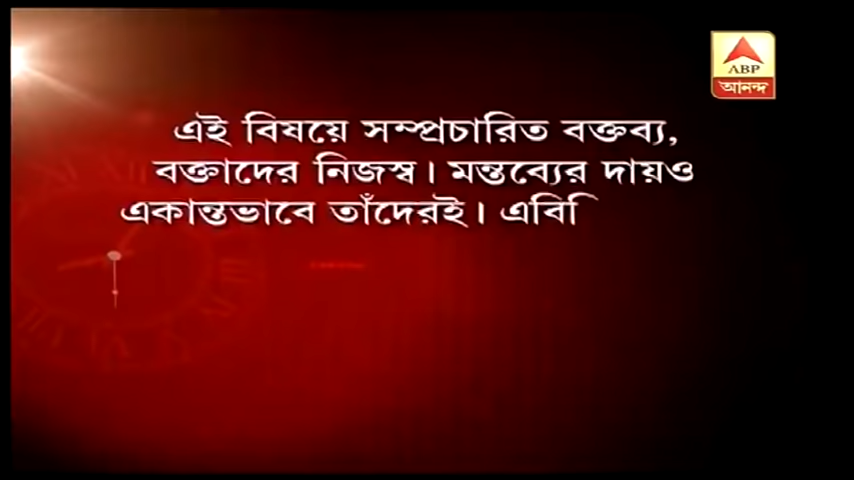 ABP
আনন্দ
এই বিষয়ে সম্প্রচারিত বক্তব্য,
বক্তাদের নিজস্ব। মন্তব্যের দায়ও
একান্তভাবে তাঁদেরই। এবি